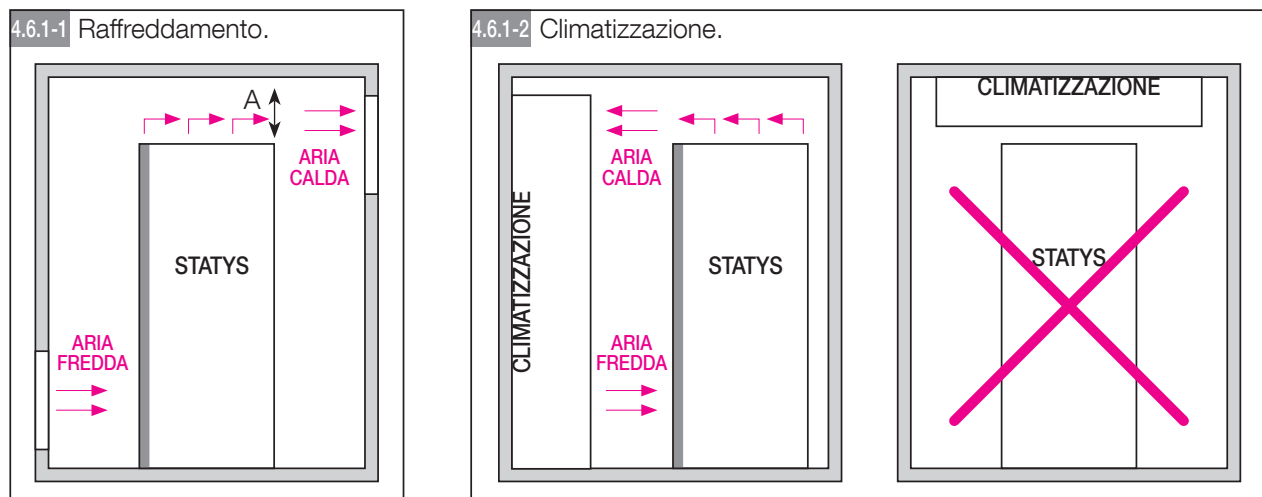 4.6.1-1 Raffreddamento.
A
ARIA
CALDA
STATYS
ARIA
FREDDA
4.6.1-2 Climatizzazione.
CLIMATIZZAZIONE
ARIA
CALDA
STATYS
ARIA
FREDDA
CLIMATIZZAZIONE
STATYS